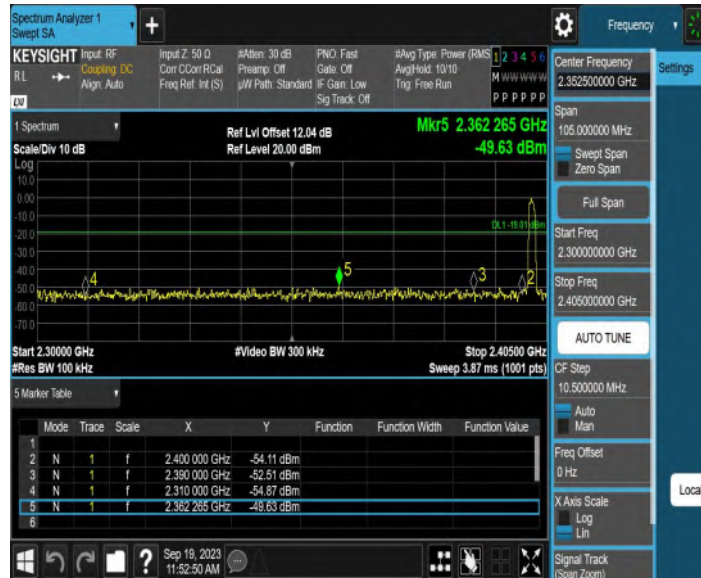 Spectrum Analyzer 1
Swept SA
+
Frequency
KEYSIGHT
RL
LXI
Input: RF
Coupling: DC
Align: Auto
Input Z: 50 Ω
Corr CCorr RCal
Freq Ref: Int (S)
#Atten: 30 dB
Preamp: Off
µW Path: Standard
PNO: Fast
Gate: Off
IF Gain: Low
Sig Track: Off
#Avg Type: Power (RMS
Avg|Hold: 10/10
Trig: Free Run
1 2 3 4 5 6
M W W W W W
P P P P P P
Center Frequency
2.352500000 GHz
Settings
1 Spectrum
Scale/Div 10 dB
Log
Ref Lvl Offset 12.04 dB
Ref Level 20.00 dBm
Mkr5 2.362 265 GHz
-49.63 dBm
Span
105.000000 MHz
Swept Span
Zero Span
Full Span
Start Freq
2.300000000 GHz
Stop Freq
2.405000000 GHz
AUTO TUNE
CF Step
10.500000 MHz
Auto
Man
Freq Offset
0 Hz
X Axis Scale
Log
Lin
Signal Track
(Span Zoom)
Local
10.0
0.00
-10.0
-20.0
-30.0
-40.0
-50.0
-60.0
-70.0
DL1 -19.01 dBm
4
5
3
2
Start 2.30000 GHz
#Res BW 100 kHz
#Video BW 300 kHz
Stop 2.40500 GHz
Sweep 3.87 ms (1001 pts)
5 Marker Table
Mode Trace Scale X Y Function Function Width Function Value
1
2 N 1 f 2.400 000 GHz -54.11 dBm
3 N 1 f 2.390 000 GHz -52.51 dBm
4 N 1 f 2.310 000 GHz -54.87 dBm
5 N 1 f 2.362 265 GHz -49.63 dBm
6
?
Sep 19, 2023
11:52:50 AM